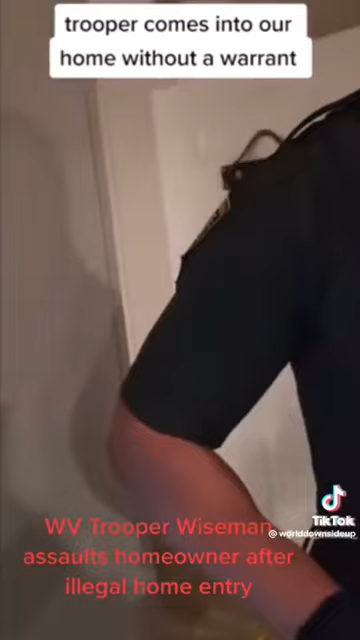 trooper comes into our
home without a warrant
TikTok
@worlddownsideup
WV Trooper Wiseman
assaults homeowner after
illegal home entry